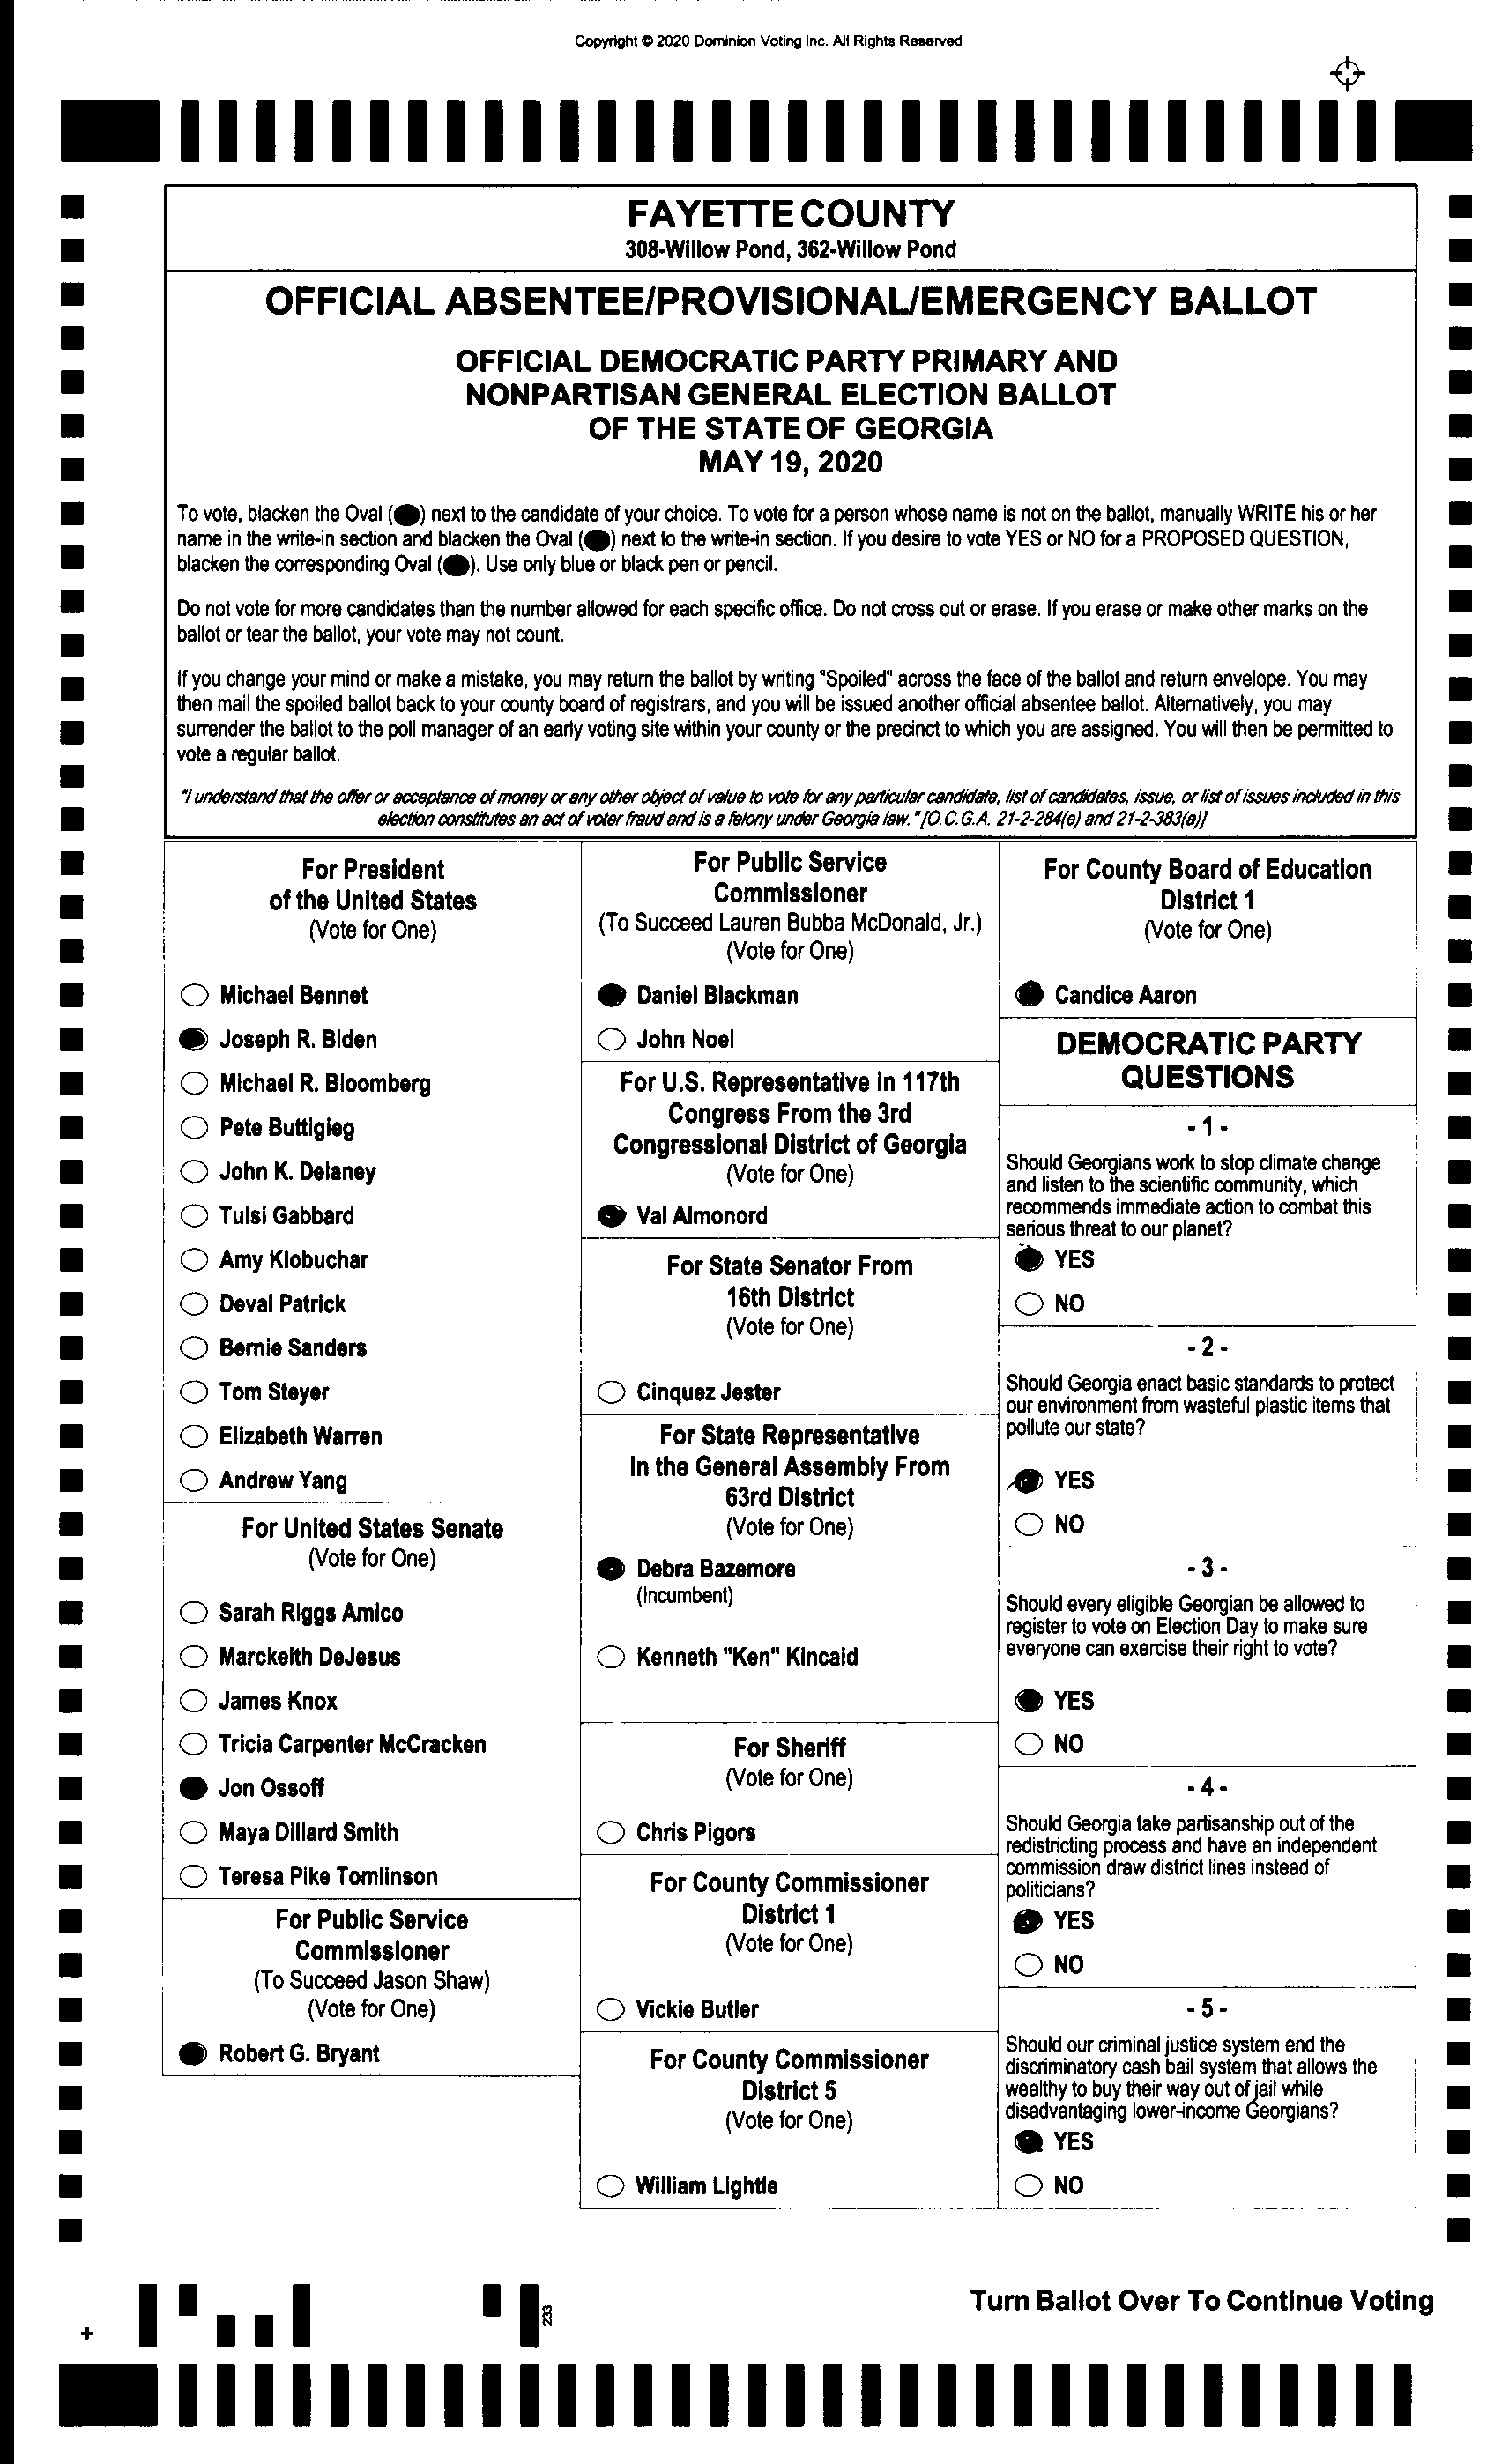 Copyright © 2020 Dominion Voting Inc. All Rights Reserved
FAYETTE COUNTY
308-Willow Pond, 362-Willow Pond
OFFICIAL ABSENTEE/PROVISIONAL/EMERGENCY BALLOT
OFFICIAL DEMOCRATIC PARTY PRIMARY AND
NONPARTISAN GENERAL ELECTION BALLOT
OF THE STATE OF GEORGIA
MAY 19, 2020
To vote, blacken the Oval ( ) next to the candidate of your choice. To vote for a person whose name is not on the ballot, manually WRITE his or her
name in the write-in section and blacken the Oval ( ) next to the write-in section. If you desire to vote YES or NO for a PROPOSED QUESTION,
blacken the corresponding Oval ( ). Use only blue or black pen or pencil.
Do not vote for more candidates than the number allowed for each specific office. Do not cross out or erase. If you erase or make other marks on the
ballot or tear the ballot, your vote may not count.
If you change your mind or make a mistake, you may return the ballot by writing "Spoiled" across the face of the ballot and return envelope. You may
then mail the spoiled ballot back to your county board of registrars, and you will be issued another official absentee ballot. Alternatively, you may
surrender the ballot to the poll manager of an early voting site within your county or the precinct to which you are assigned. You will then be permitted to
vote a regular ballot.
"I understand that the offer or acceptance of money or any other object of value to vote for any particular candidate, list of candidates, issue, or list of issues included in this
election constitutes an act of voter fraud and is a felony under Georgia law." [O.C.G.A. 21-2-284(e) and 21-2-383(a)]
For President
of the United States
(Vote for One)
Michael Bennet
Joseph R. Biden
Michael R. Bloomberg
Pete Buttigieg
John K. Delaney
Tulsi Gabbard
Amy Klobuchar
Deval Patrick
Bernie Sanders
Tom Steyer
Elizabeth Warren
Andrew Yang
For United States Senate
(Vote for One)
Sarah Riggs Amico
Marckeith DeJesus
James Knox
Tricia Carpenter McCracken
Jon Ossoff
Maya Dillard Smith
Teresa Pike Tomlinson
For Public Service
Commissioner
(To Succeed Jason Shaw)
(Vote for One)
Robert G. Bryant
For Public Service
Commissioner
(To Succeed Lauren Bubba McDonald, Jr.)
(Vote for One)
Daniel Blackman
John Noel
For U.S. Representative in 117th
Congress From the 3rd
Congressional District of Georgia
(Vote for One)
Val Almonord
For State Senator From
16th District
(Vote for One)
Cinquez Jester
For State Representative
In the General Assembly From
63rd District
(Vote for One)
Debra Bazemore
(Incumbent)
Kenneth "Ken" Kincaid
For Sheriff
(Vote for One)
Chris Pigors
For County Commissioner
District 1
(Vote for One)
Vickie Butler
For County Commissioner
District 5
(Vote for One)
William Lightle
For County Board of Education
District 1
(Vote for One)
Candice Aaron
DEMOCRATIC PARTY
QUESTIONS
- 1 -
Should Georgians work to stop climate change
and listen to the scientific community, which
recommends immediate action to combat this
serious threat to our planet?
YES
NO
- 2 -
Should Georgia enact basic standards to protect
our environment from wasteful plastic items that
pollute our state?
YES
NO
- 3 -
Should every eligible Georgian be allowed to
register to vote on Election Day to make sure
everyone can exercise their right to vote?
YES
NO
- 4 -
Should Georgia take partisanship out of the
redistricting process and have an independent
commission draw district lines instead of
politicians?
YES
NO
- 5 -
Should our criminal justice system end the
discriminatory cash bail system that allows the
wealthy to buy their way out of jail while
disadvantaging lower-income Georgians?
YES
NO
Turn Ballot Over To Continue Voting
233
+